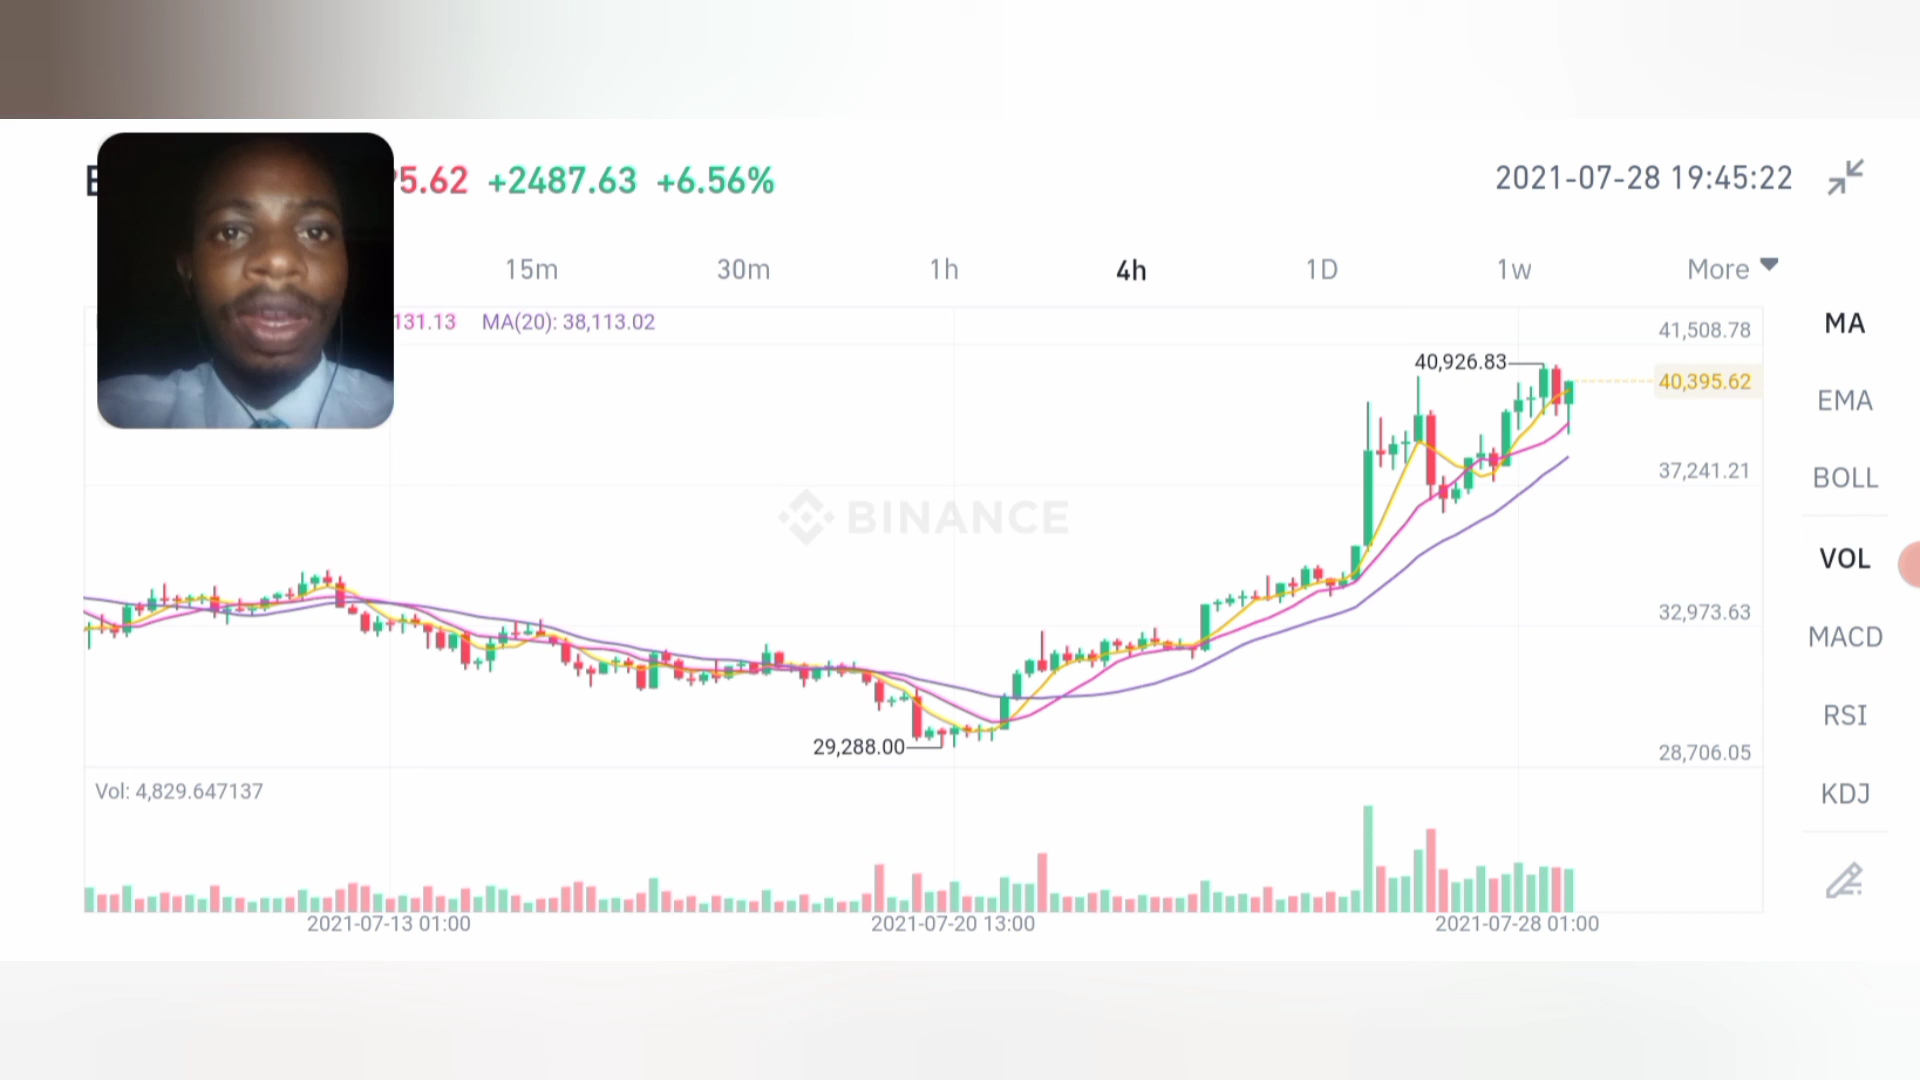 5.62 +2487.63 +6.56% 2021-07-28 19:45:22
15m 30m 1h 4h 1D 1w More
131.13 MA(20): 38,113.02
MA
41,508.78
40,926.83
40,395.62
EMA
37,241.21
BOLL
BINANCE
VOL
32,973.63
MACD
RSI
29,288.00
28,706.05
Vol: 4,829.647137
KDJ
2021-07-13 01:00 2021-07-20 13:00 2021-07-28 01:00